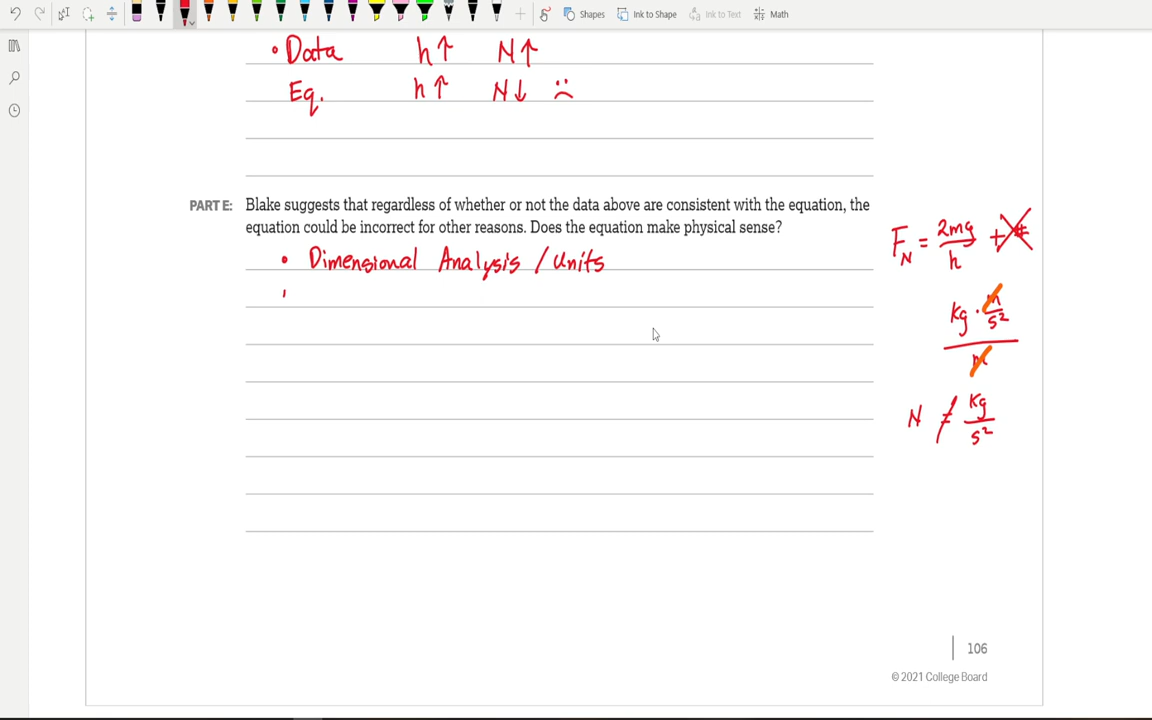 Shapes Ink to Shape Ink to Text Math
• Data h↑ N↑
Eq. h↑ N↓ :(
PART E: Blake suggests that regardless of whether or not the data above are consistent with the equation, the
equation could be incorrect for other reasons. Does the equation make physical sense?
• Dimensional Analysis / Units
F_N = 2mg / h +
kg · m/s²
m
N ≠ kg/s²
106
© 2021 College Board